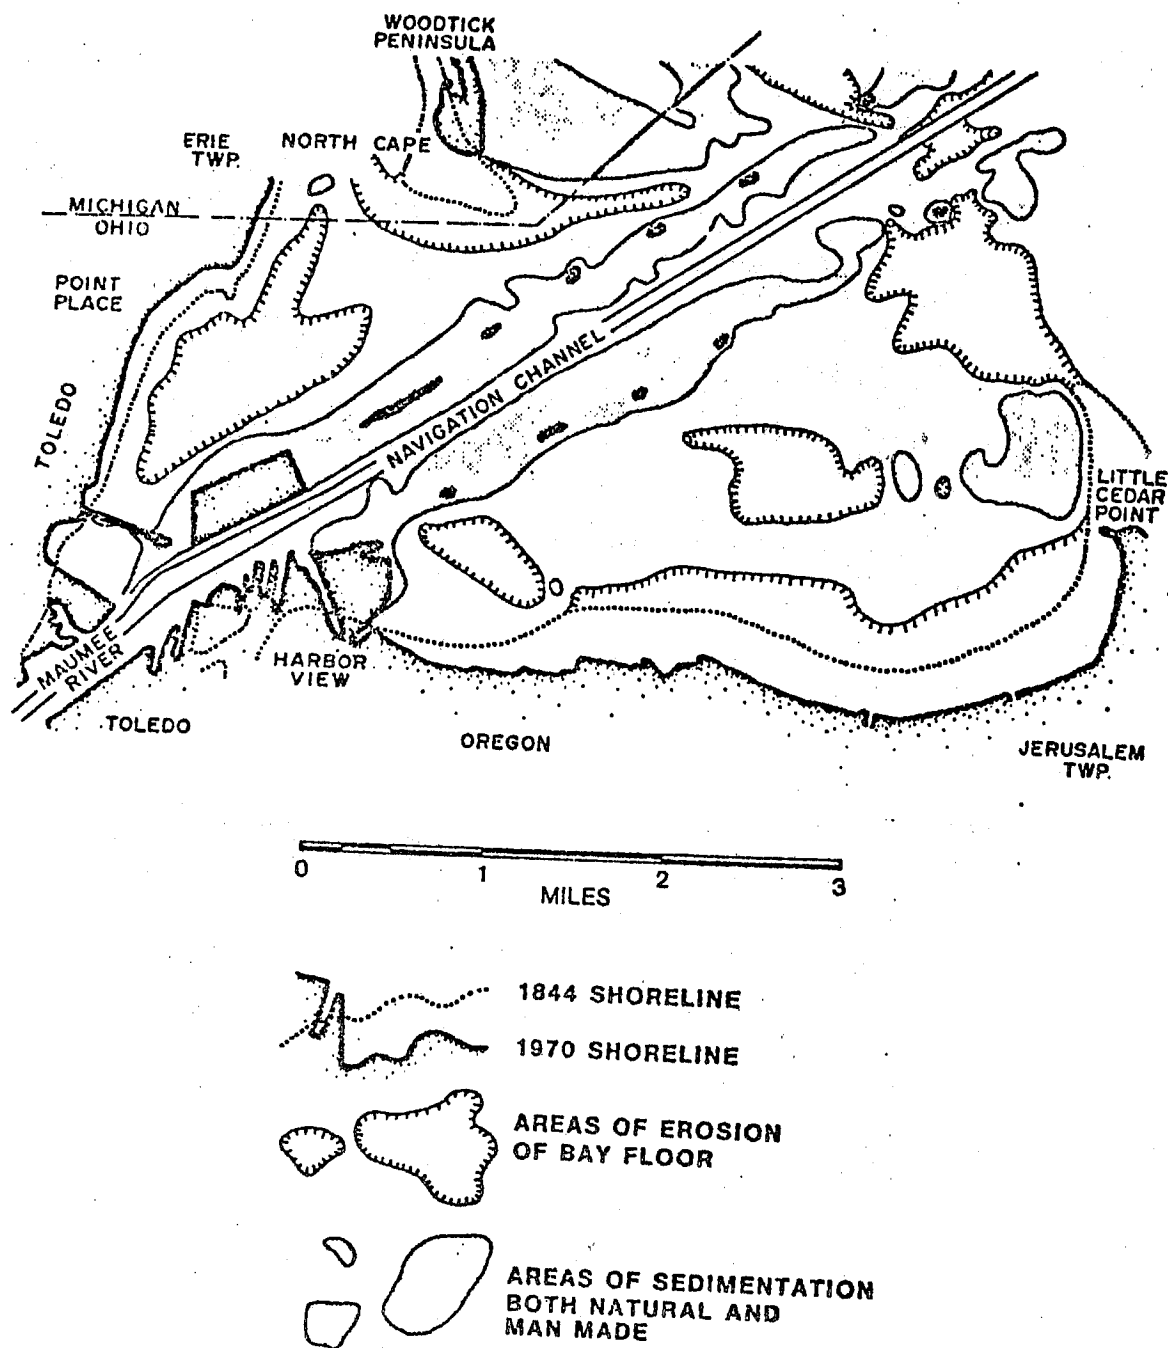 WOODTICK
PENINSULA
ERIE
TWP.
NORTH CAPE
MICHIGAN
OHIO
POINT
PLACE
TOLEDO
NAVIGATION CHANNEL
LITTLE
CEDAR
POINT
MAUMEE
RIVER
HARBOR
VIEW
TOLEDO
OREGON
JERUSALEM
TWP.
0 1 2 3
MILES
1844 SHORELINE
1970 SHORELINE
AREAS OF EROSION
OF BAY FLOOR
AREAS OF SEDIMENTATION
BOTH NATURAL AND
MAN MADE